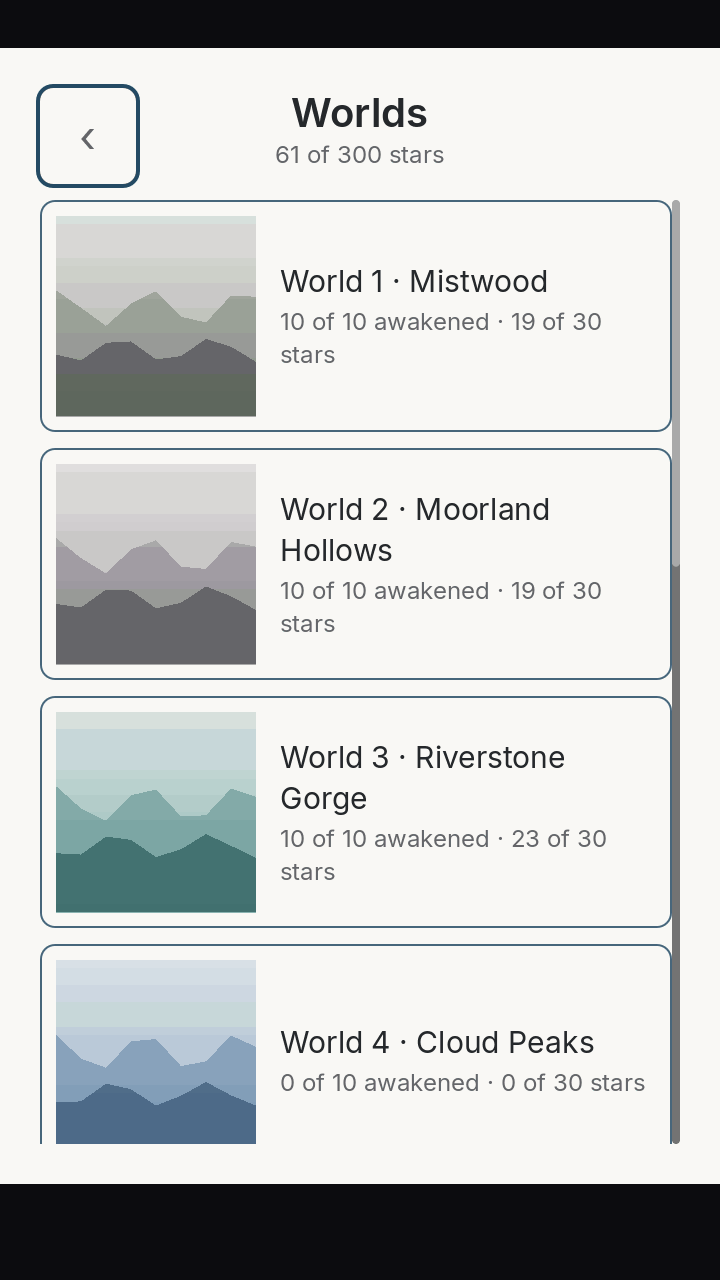 ‹
Worlds
61 of 300 stars
World 1 · Mistwood
10 of 10 awakened · 19 of 30
stars
World 2 · Moorland
Hollows
10 of 10 awakened · 19 of 30
stars
World 3 · Riverstone
Gorge
10 of 10 awakened · 23 of 30
stars
World 4 · Cloud Peaks
0 of 10 awakened · 0 of 30 stars